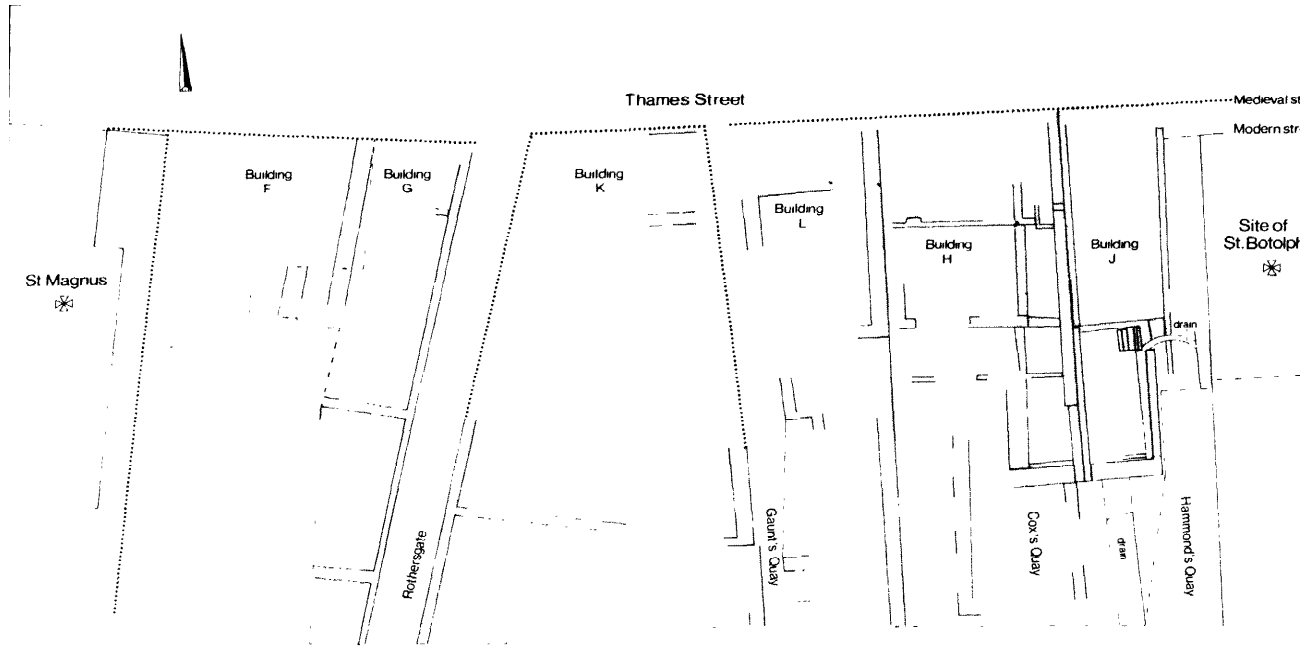 Thames Street
Medieval st
Modern stre
Building
F
Building
G
Building
K
Building
L
Building
H
Building
J
Site of
St. Botolph
St Magnus
drain
Rothersgate
Gaunt's Quay
Cox's Quay
drain
Hammond's Quay